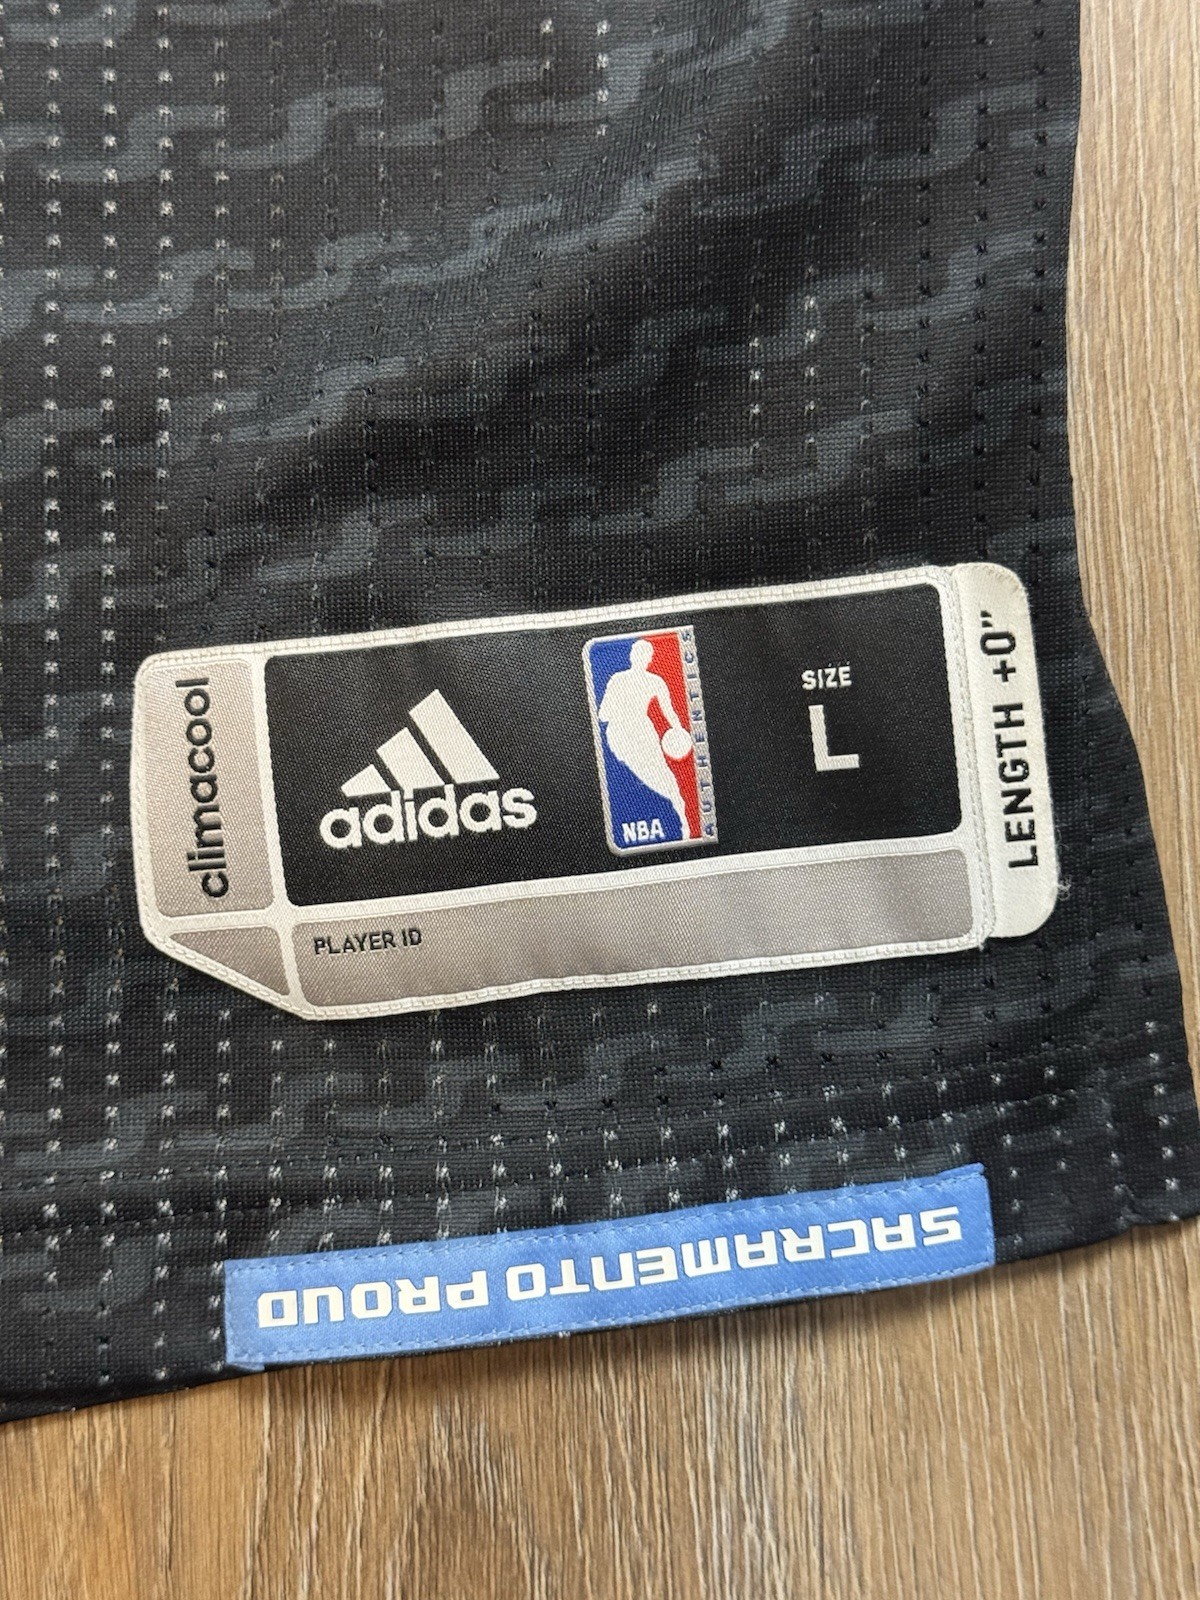 climacool
adidas
NBA
AUTHENTICS
SIZE
L
LENGTH +0"
PLAYER ID
SACRAMENTO PROUD